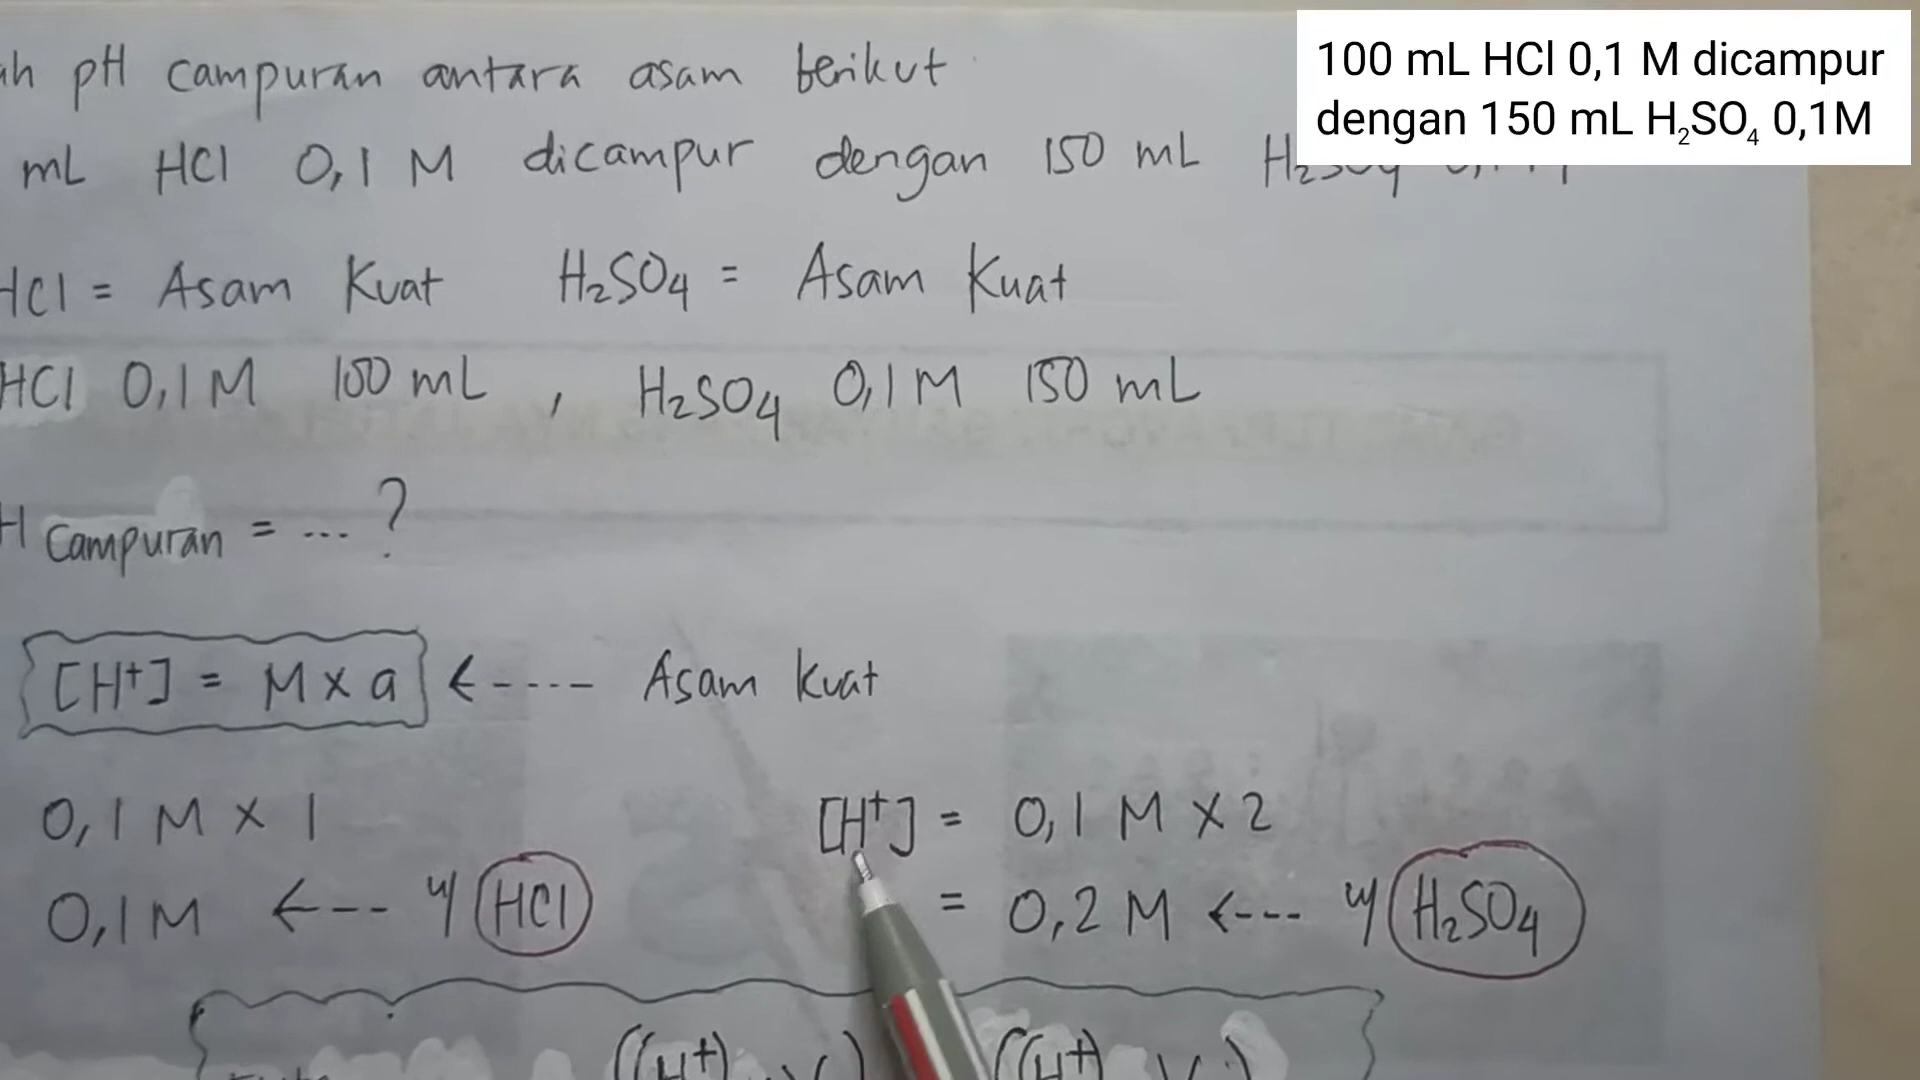 100 mL HCl 0,1 M dicampur
dengan 150 mL H₂SO₄ 0,1M
pH campuran antara asam berikut
mL HCl 0,1 M dicampur dengan 150 mL H₂SO₄
HCl = Asam Kuat H₂SO₄ = Asam Kuat
HCl 0,1 M 100 mL , H₂SO₄ 0,1 M 150 mL
Campuran = ... ?
[H⁺] = M x a <---- Asam kuat
0,1 M x 1 [H⁺] = 0,1 M x 2
0,1 M <--- u/ HCl = 0,2 M <--- u/ H₂SO₄